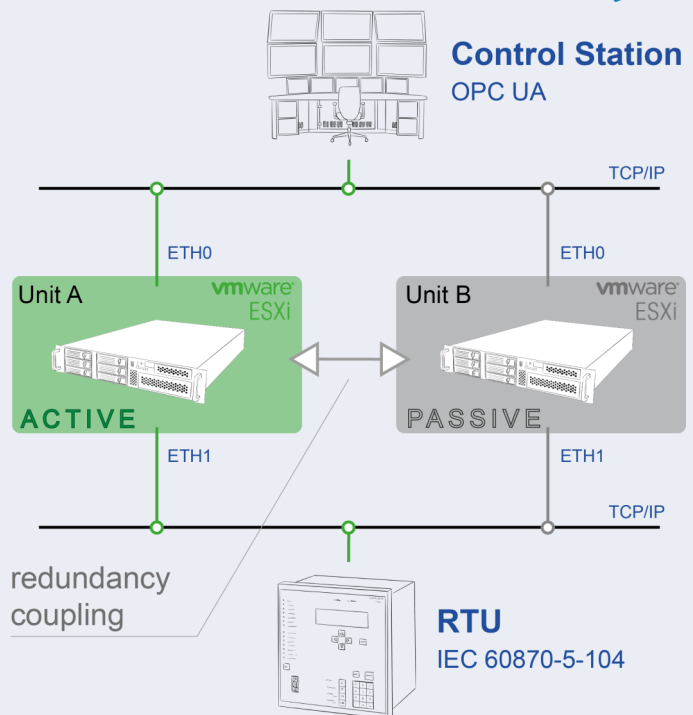 Control Station
OPC UA
TCP/IP
ETH0
ETH0
Unit A
vmware®
ESXi
Unit B
vmware®
ESXi
ACTIVE
PASSIVE
ETH1
ETH1
TCP/IP
redundancy
coupling
RTU
IEC 60870-5-104